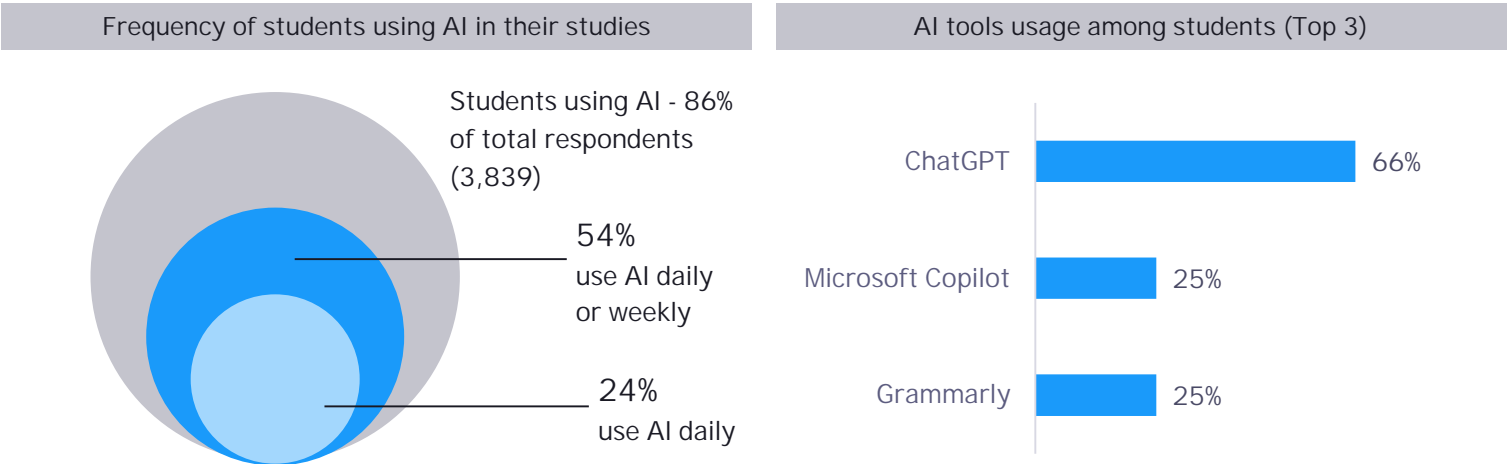 Frequency of students using AI in their studies
Students using AI - 86%
of total respondents
(3,839)
54%
use AI daily
or weekly
24%
use AI daily
AI tools usage among students (Top 3)
ChatGPT
66%
Microsoft Copilot
25%
Grammarly
25%